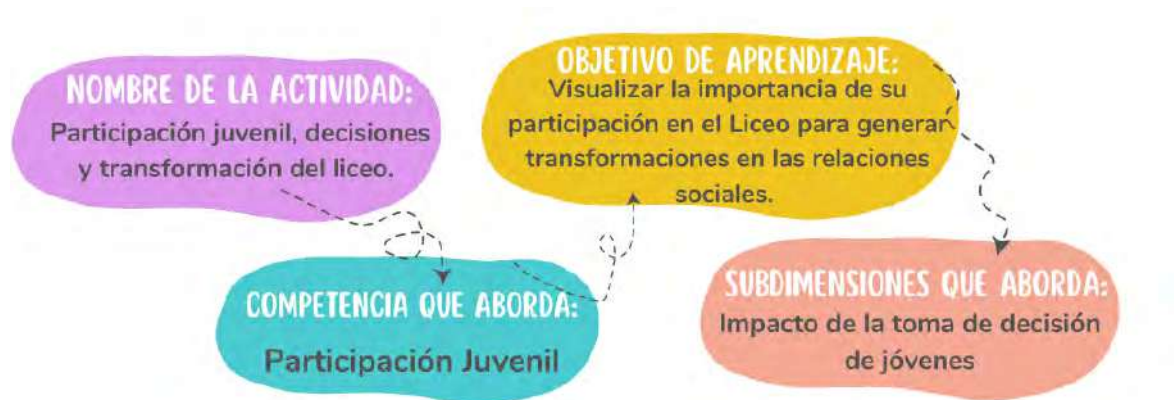 NOMBRE DE LA ACTIVIDAD:
Participación juvenil, decisiones
y transformación del liceo.
COMPETENCIA QUE ABORDA:
Participación Juvenil
OBJETIVO DE APRENDIZAJE:
Visualizar la importancia de su
participación en el Liceo para generar
transformaciones en las relaciones
sociales.
SUBDIMENSIONES QUE ABORDA:
Impacto de la toma de decisión
de jóvenes